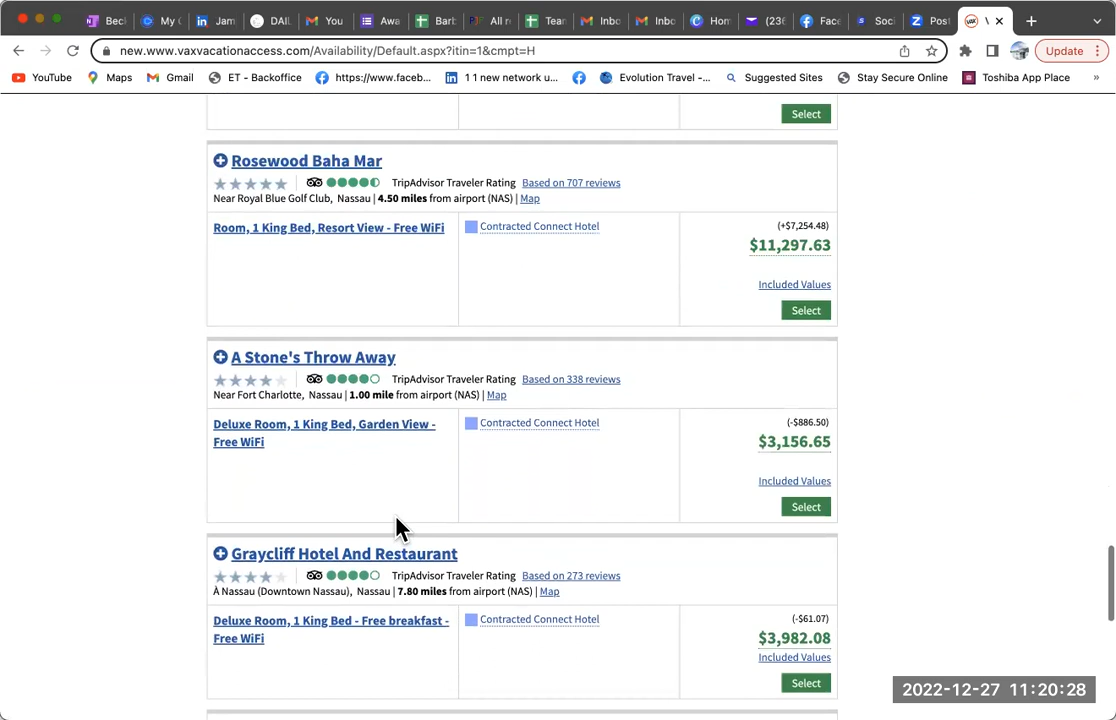 Becl
My C
Jam
DAIL
You
Awa
Bart
All r
Tean
Inbo
Inbo
Hom
(236
Face
Soci
Post
VAX
V
new.vaxvacationaccess.com/Availability/Default.aspx?itin=1&cmpt=H
Update
YouTube
Maps
Gmail
ET - Backoffice
https://www.faceb...
1 1 new network u...
Evolution Travel -...
Suggested Sites
Stay Secure Online
Toshiba App Place
»
Select
Rosewood Baha Mar
TripAdvisor Traveler Rating Based on 707 reviews
Near Royal Blue Golf Club, Nassau | 4.50 miles from airport (NAS) | Map
Room, 1 King Bed, Resort View - Free WiFi
Contracted Connect Hotel
(+$7,254.48)
$11,297.63
Included Values
Select
A Stone's Throw Away
TripAdvisor Traveler Rating Based on 338 reviews
Near Fort Charlotte, Nassau | 1.00 mile from airport (NAS) | Map
Deluxe Room, 1 King Bed, Garden View -
Free WiFi
Contracted Connect Hotel
(-$886.50)
$3,156.65
Included Values
Select
Graycliff Hotel And Restaurant
TripAdvisor Traveler Rating Based on 273 reviews
À Nassau (Downtown Nassau), Nassau | 7.80 miles from airport (NAS) | Map
Deluxe Room, 1 King Bed - Free breakfast -
Free WiFi
Contracted Connect Hotel
(-$61.07)
$3,982.08
Included Values
Select
2022-12-27 11:20:28